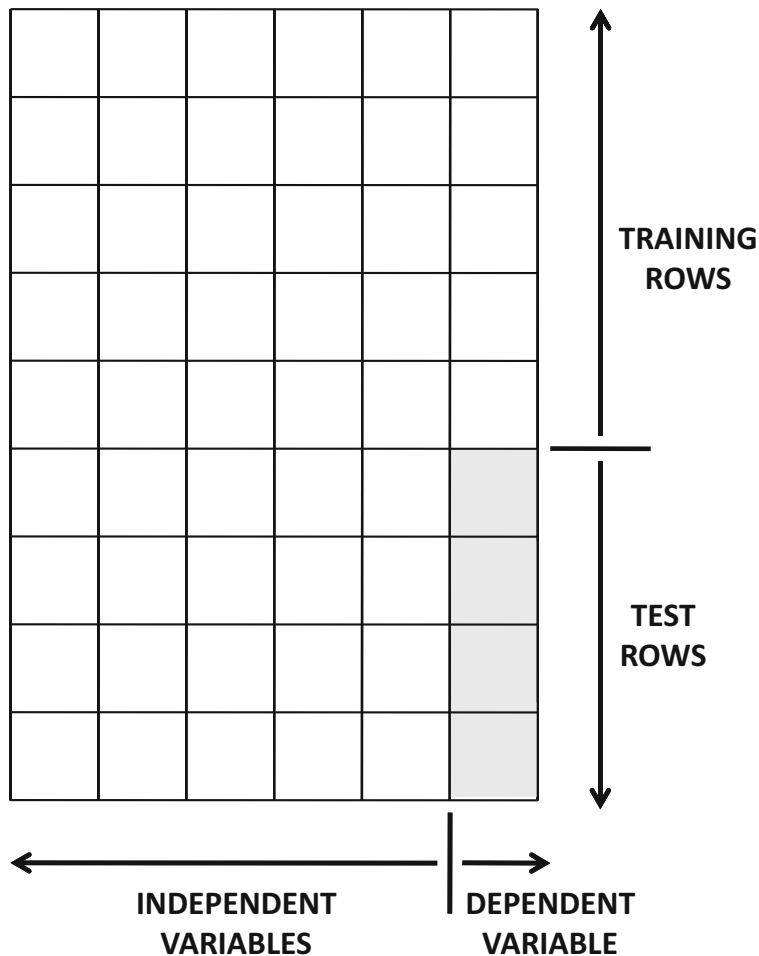 TRAINING
ROWS
TEST
ROWS
INDEPENDENT
VARIABLES
DEPENDENT
VARIABLE